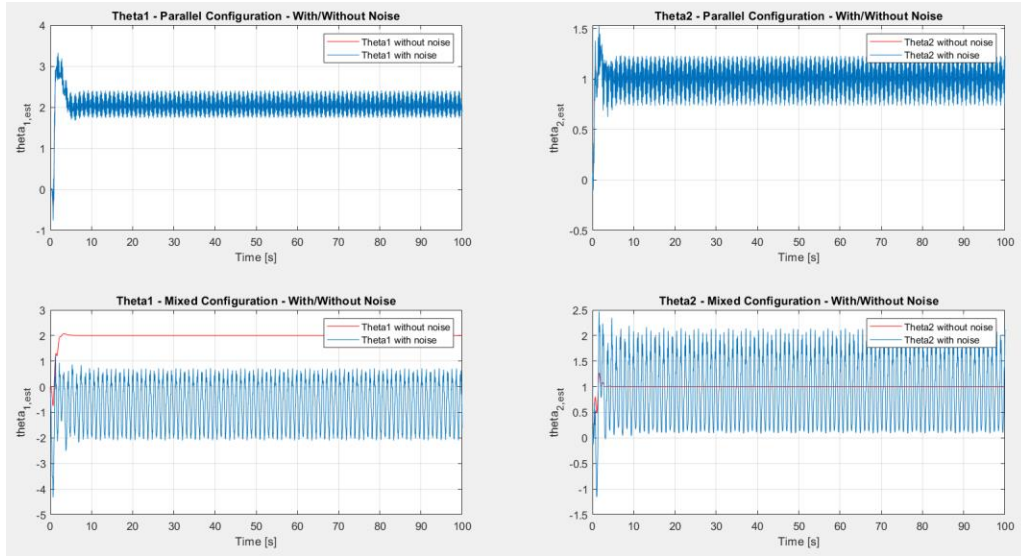 Theta1 - Parallel Configuration - With/Without Noise
4
3
2
1
0
-1
theta1,est
Theta1 without noise
Theta1 with noise
0 10 20 30 40 50 60 70 80 90 100
Time [s]
Theta2 - Parallel Configuration - With/Without Noise
1.5
1
0.5
0
-0.5
theta2,est
Theta2 without noise
Theta2 with noise
0 10 20 30 40 50 60 70 80 90 100
Time [s]
Theta1 - Mixed Configuration - With/Without Noise
3
2
1
0
-1
-2
-3
-4
-5
theta1,est
Theta1 without noise
Theta1 with noise
0 10 20 30 40 50 60 70 80 90 100
Time [s]
Theta2 - Mixed Configuration - With/Without Noise
2.5
2
1.5
1
0.5
0
-0.5
-1
-1.5
theta2,est
Theta2 without noise
Theta2 with noise
0 10 20 30 40 50 60 70 80 90 100
Time [s]